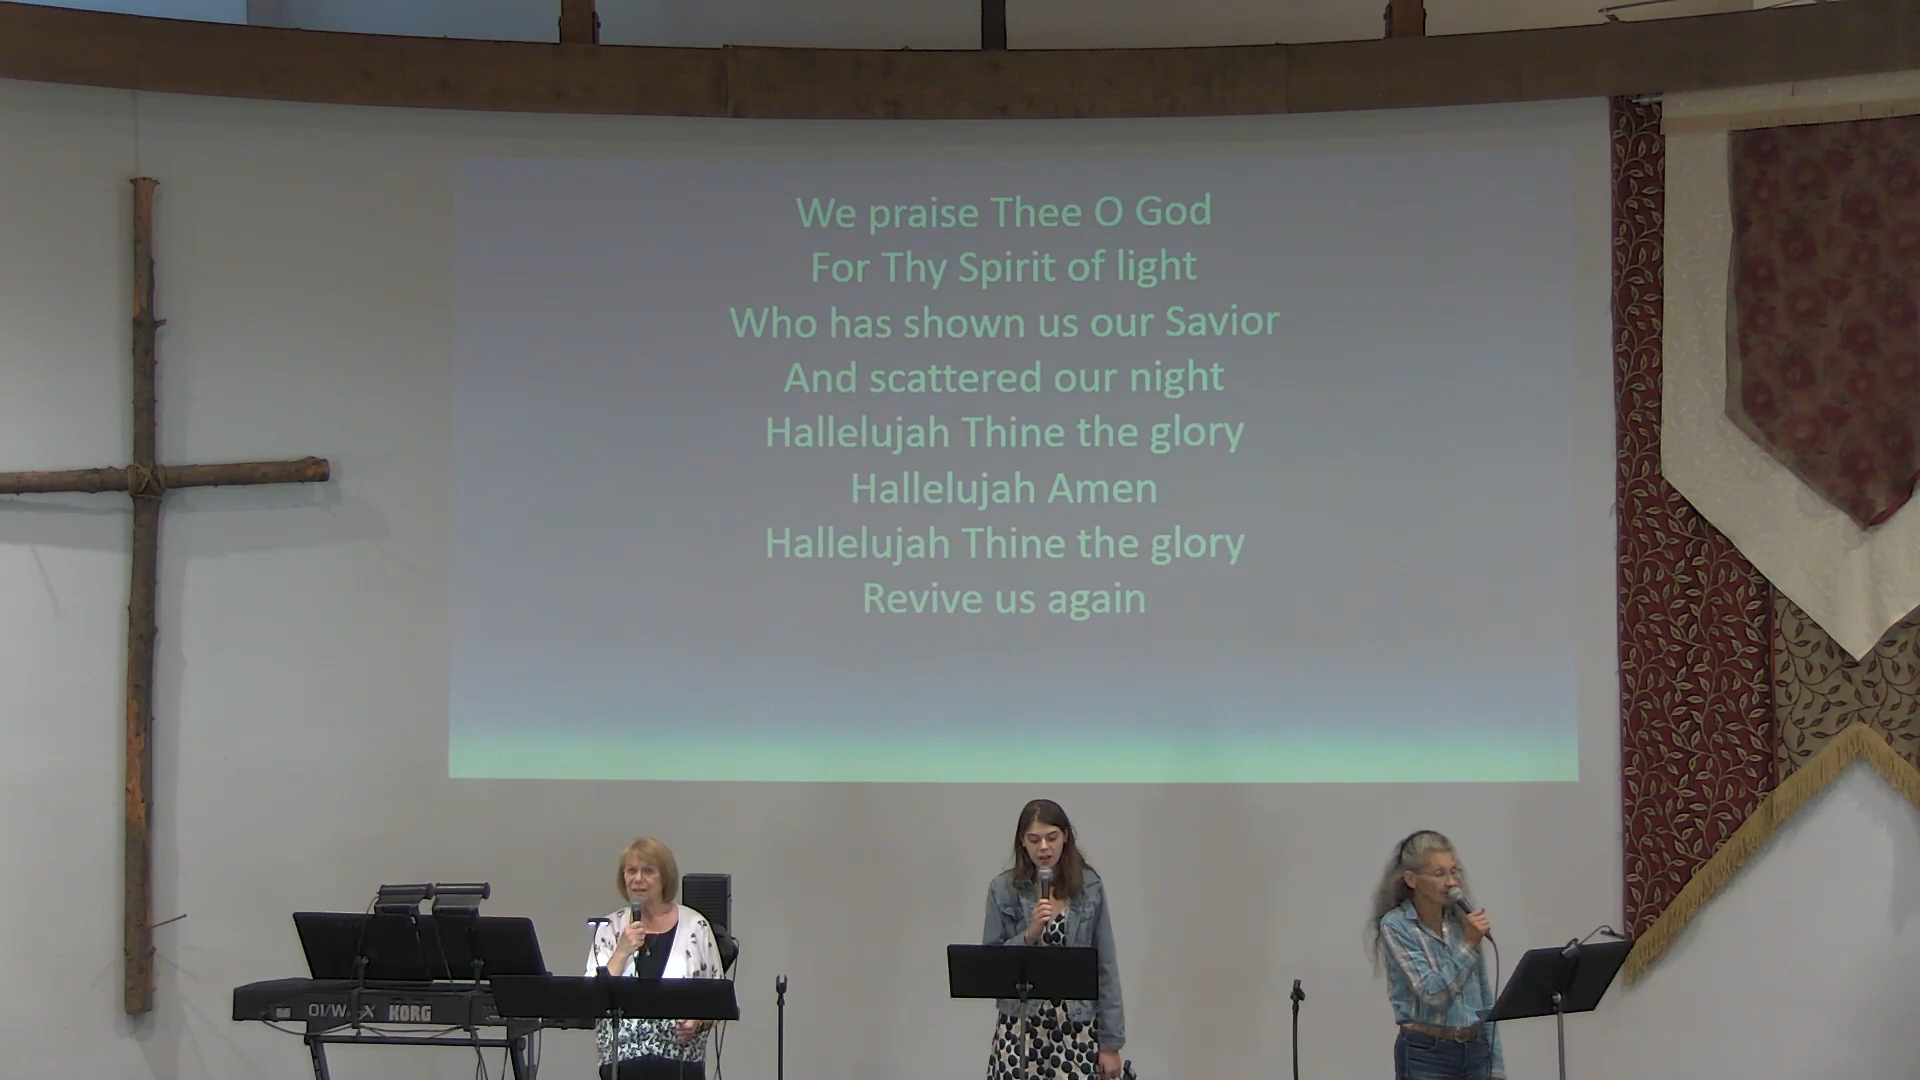 We praise Thee O God
For Thy Spirit of light
Who has shown us our Savior
And scattered our night
Hallelujah Thine the glory
Hallelujah Amen
Hallelujah Thine the glory
Revive us again
KORG